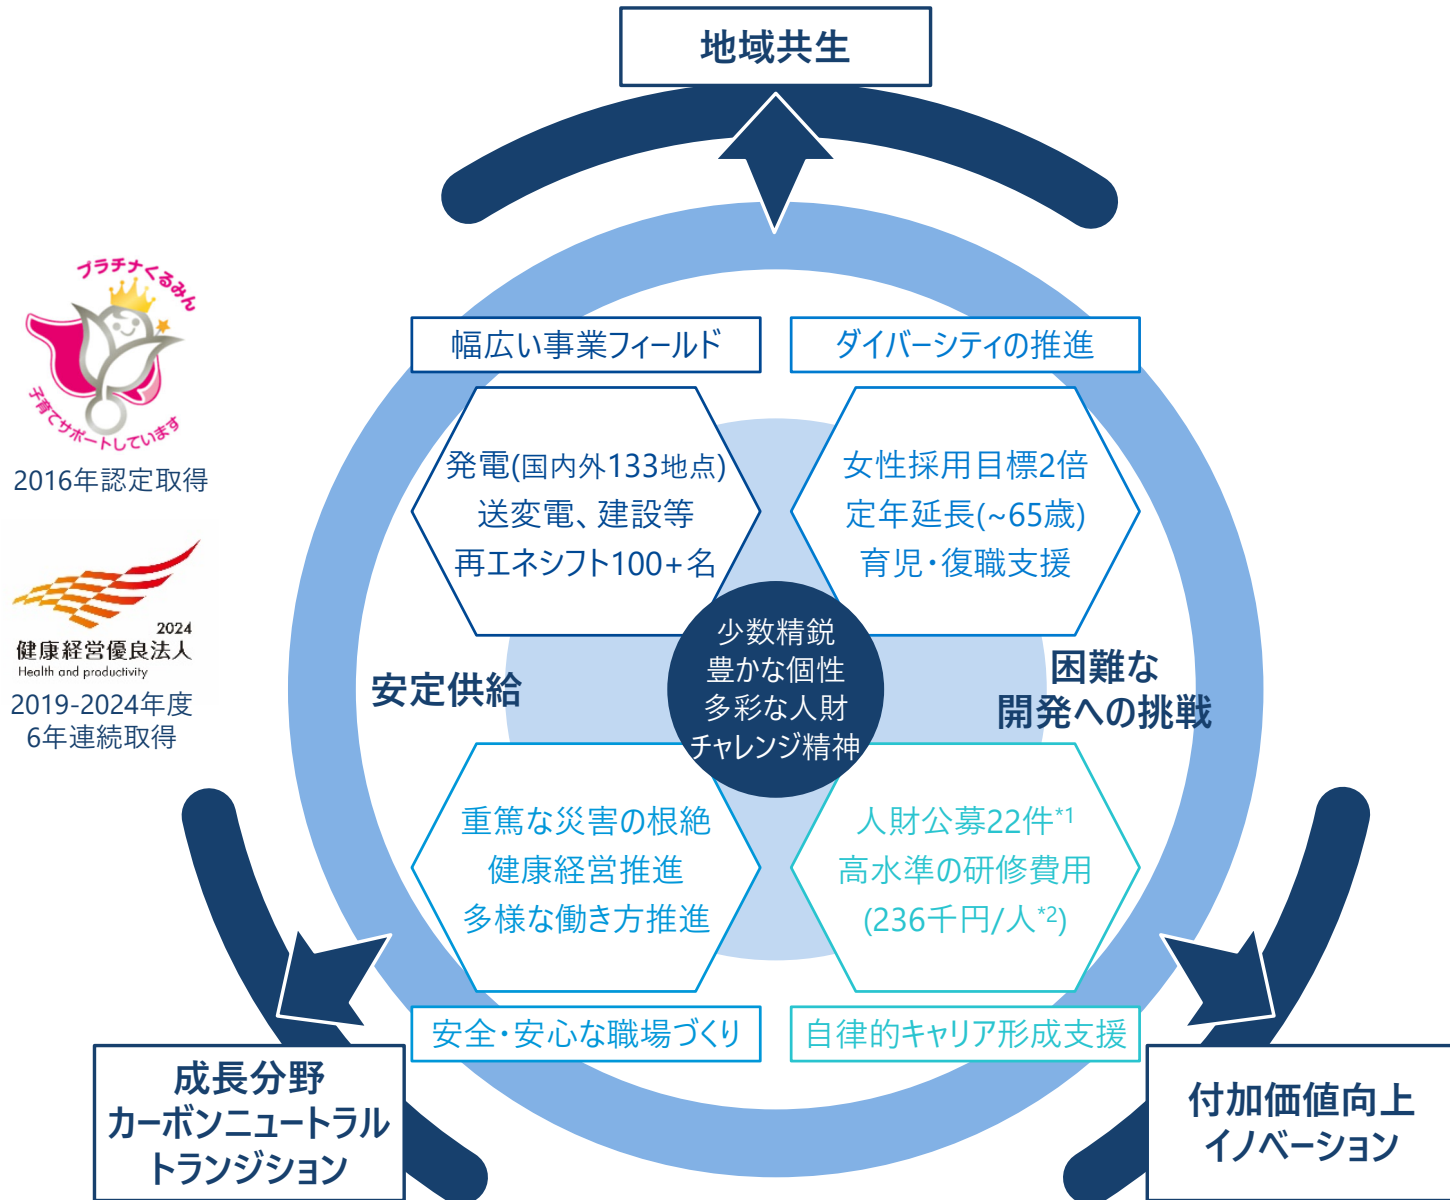 地域共生
プラチナくるみん
子育てサポートしています
2016年認定取得
2024
健康経営優良法人
Health and productivity
2019-2024年度
6年連続取得
幅広い事業フィールド
発電(国内外133地点)
送変電、建設等
再エネシフト100+名
ダイバーシティの推進
女性採用目標2倍
定年延長(~65歳)
育児・復職支援
安定供給
少数精鋭
豊かな個性
多彩な人財
チャレンジ精神
困難な
開発への挑戦
重篤な災害の根絶
健康経営推進
多様な働き方推進
安全・安心な職場づくり
人財公募22件*1
高水準の研修費用
(236千円/人*2)
自律的キャリア形成支援
成長分野
カーボンニュートラル
トランジション
付加価値向上
イノベーション